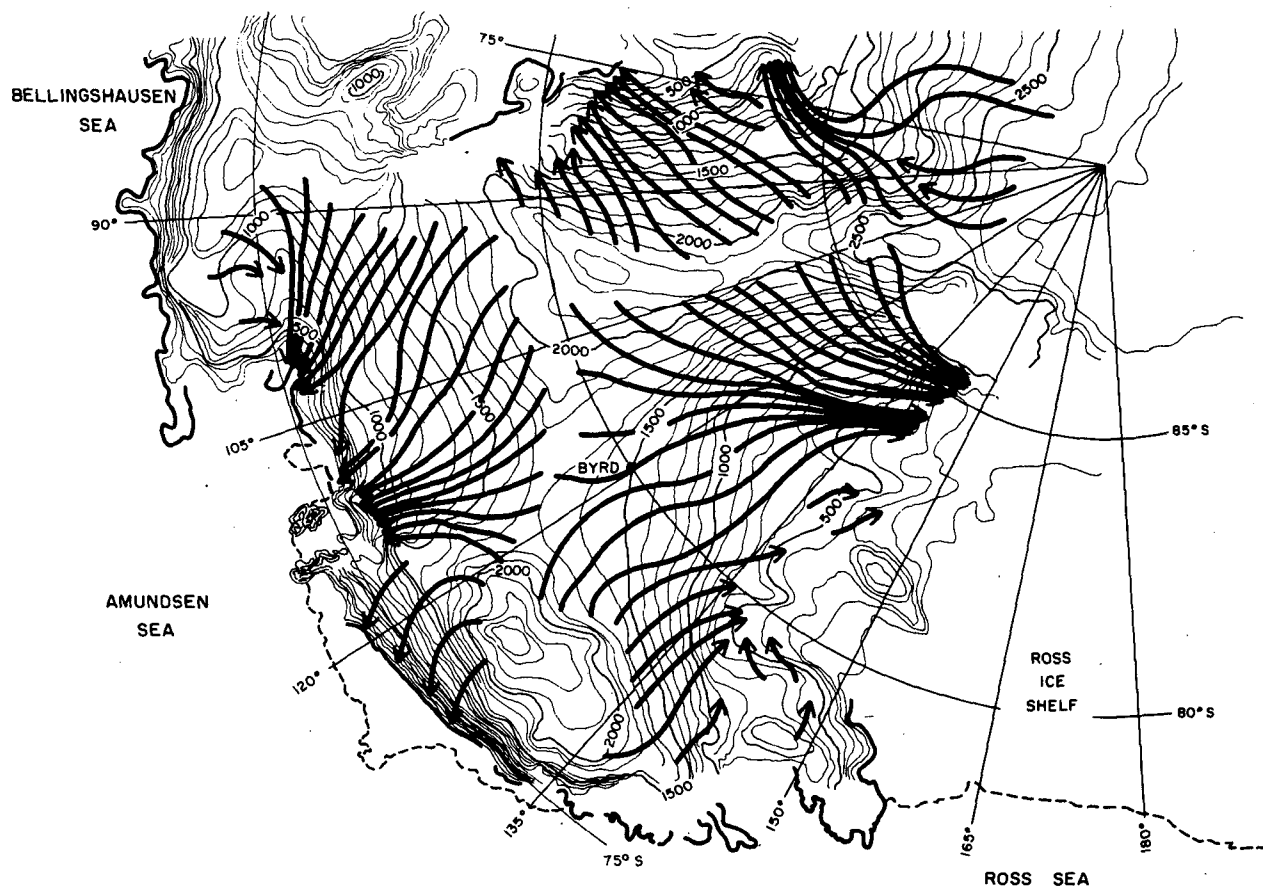 75°
BELLINGSHAUSEN
SEA
1000
500
1000
2500
1500
90°
1000
2000
2500
500
2000
105°
1000
1500
1500
85° S
BYRD
1000
500
2000
AMUNDSEN
SEA
120°
ROSS
ICE
SHELF
80° S
2000
1500
135°
150°
165°
180°
75° S
ROSS SEA